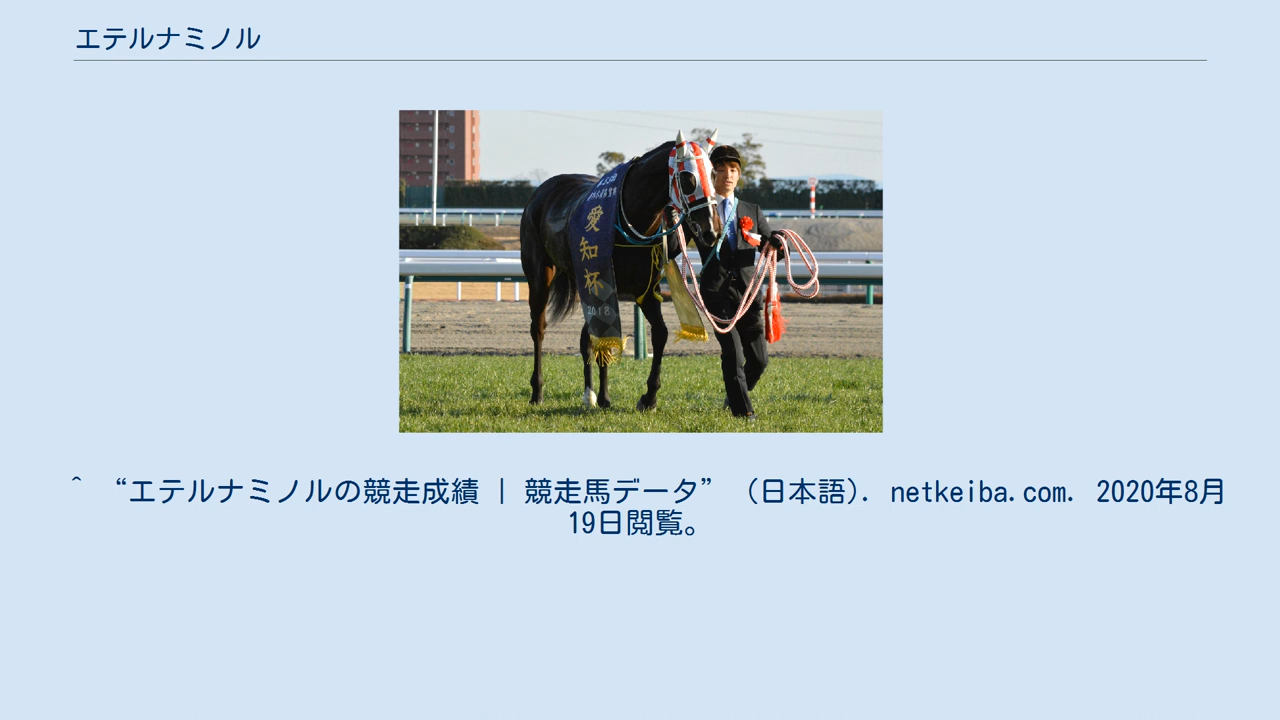 エテルナミノル
愛
知
杯
2018
^ “エテルナミノルの競走成績 | 競走馬データ” (日本語). netkeiba.com. 2020年8月
19日閲覧。